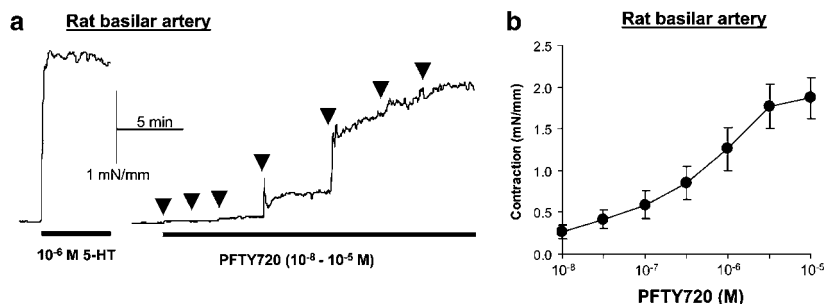 a
Rat basilar artery
5 min
1 mN/mm
10⁻⁶ M 5-HT
PFTY720 (10⁻⁸ - 10⁻⁵ M)
b
Rat basilar artery
Contraction (mN/mm)
2.5
2.0
1.5
1.0
0.5
0.0
10⁻⁸
10⁻⁷
10⁻⁶
10⁻⁵
PFTY720 (M)